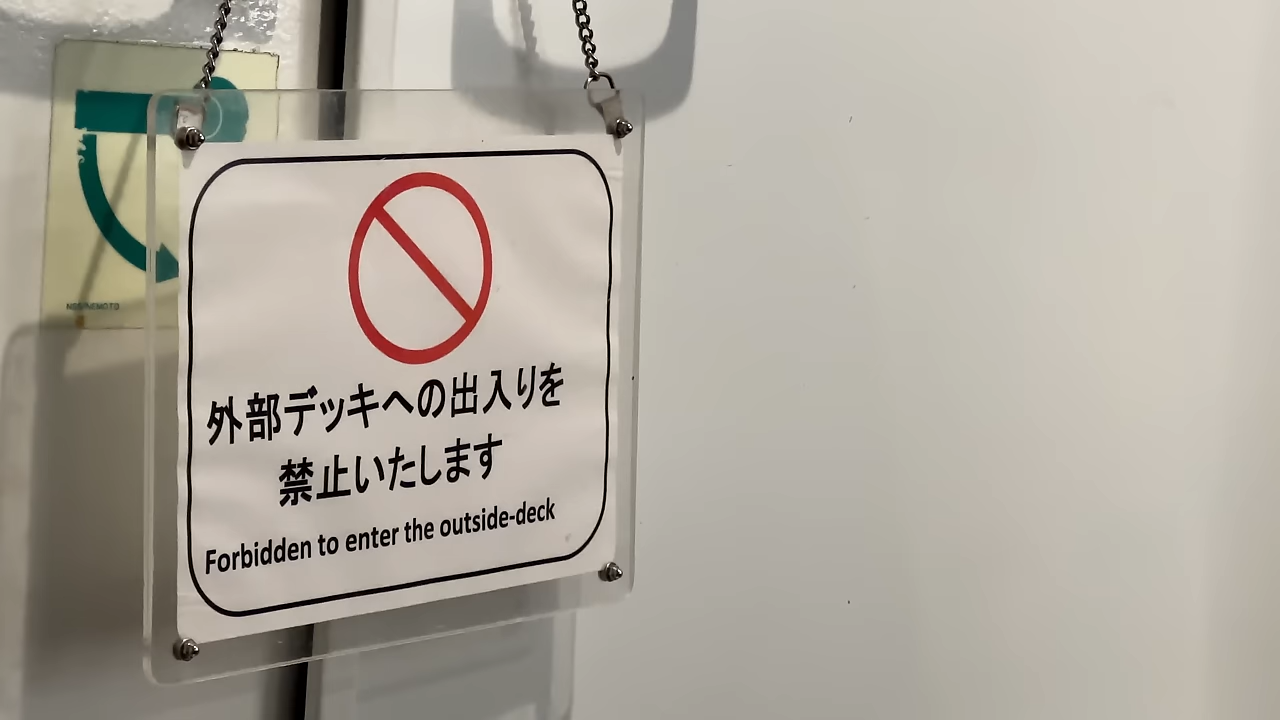 外部デッキへの出入りを
禁止いたします
Forbidden to enter the outside-deck